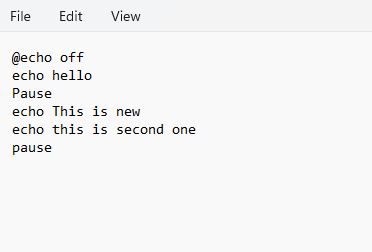 File Edit View
@echo off
echo hello
Pause
echo This is new
echo this is second one
pause